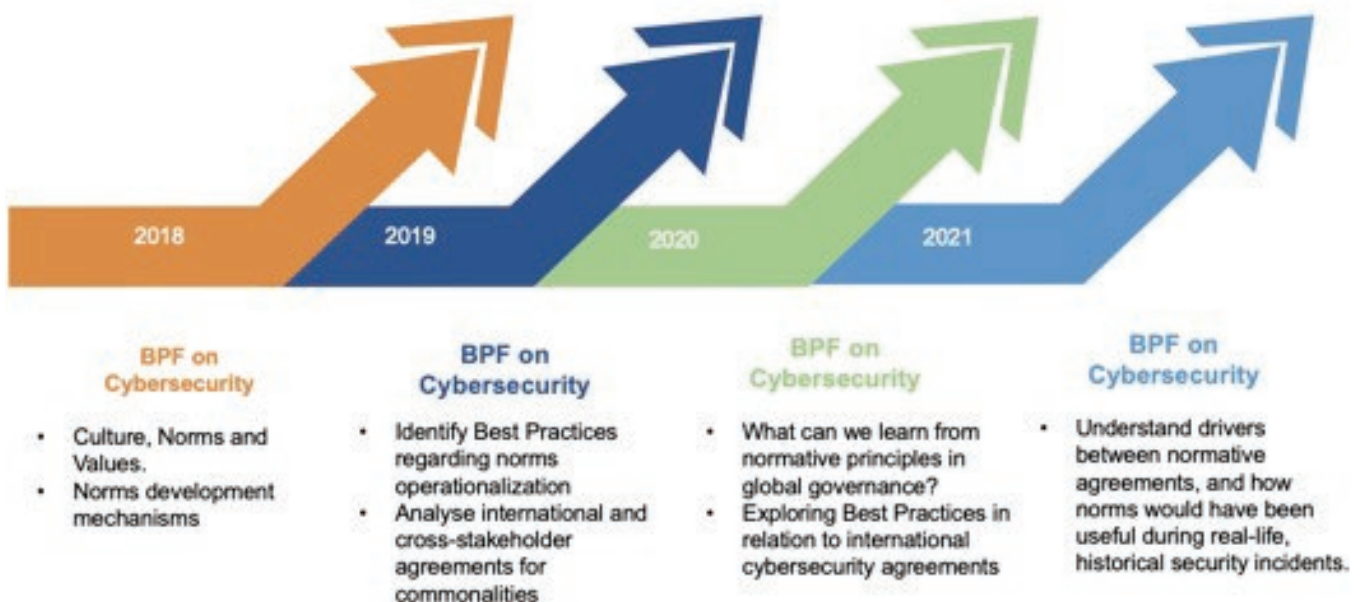 2018
2019
2020
2021
BPF on
Cybersecurity
• Culture, Norms and
Values.
• Norms development
mechanisms
BPF on
Cybersecurity
• Identify Best Practices
regarding norms
operationalization
• Analyse international and
cross-stakeholder
agreements for
commonalities
BPF on
Cybersecurity
• What can we learn from
normative principles in
global governance?
• Exploring Best Practices in
relation to international
cybersecurity agreements
BPF on
Cybersecurity
• Understand drivers
between normative
agreements, and how
norms would have been
useful during real-life,
historical security incidents.